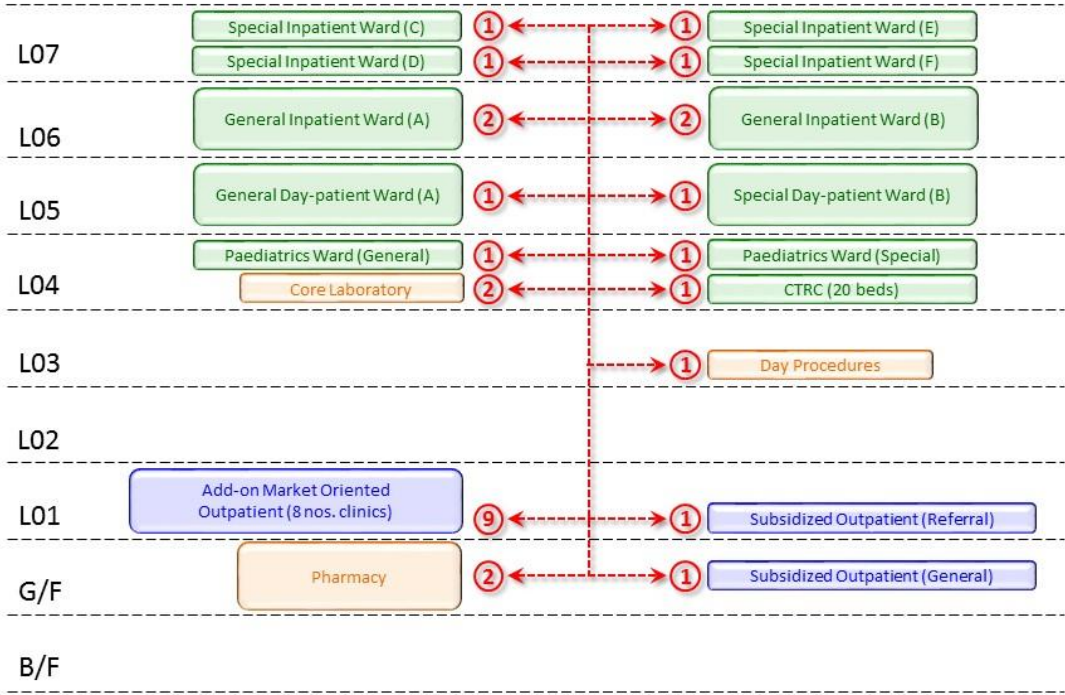 L07
Special Inpatient Ward (C) 1 1 Special Inpatient Ward (E)
Special Inpatient Ward (D) 1 1 Special Inpatient Ward (F)
L06
General Inpatient Ward (A) 2 2 General Inpatient Ward (B)
L05
General Day-patient Ward (A) 1 1 Special Day-patient Ward (B)
L04
Paediatrics Ward (General) 1 1 Paediatrics Ward (Special)
Core Laboratory 2 1 CTRC (20 beds)
L03
1 Day Procedures
L02
L01
Add-on Market Oriented
Outpatient (8 nos. clinics) 9 1 Subsidized Outpatient (Referral)
G/F
Pharmacy 2 1 Subsidized Outpatient (General)
B/F